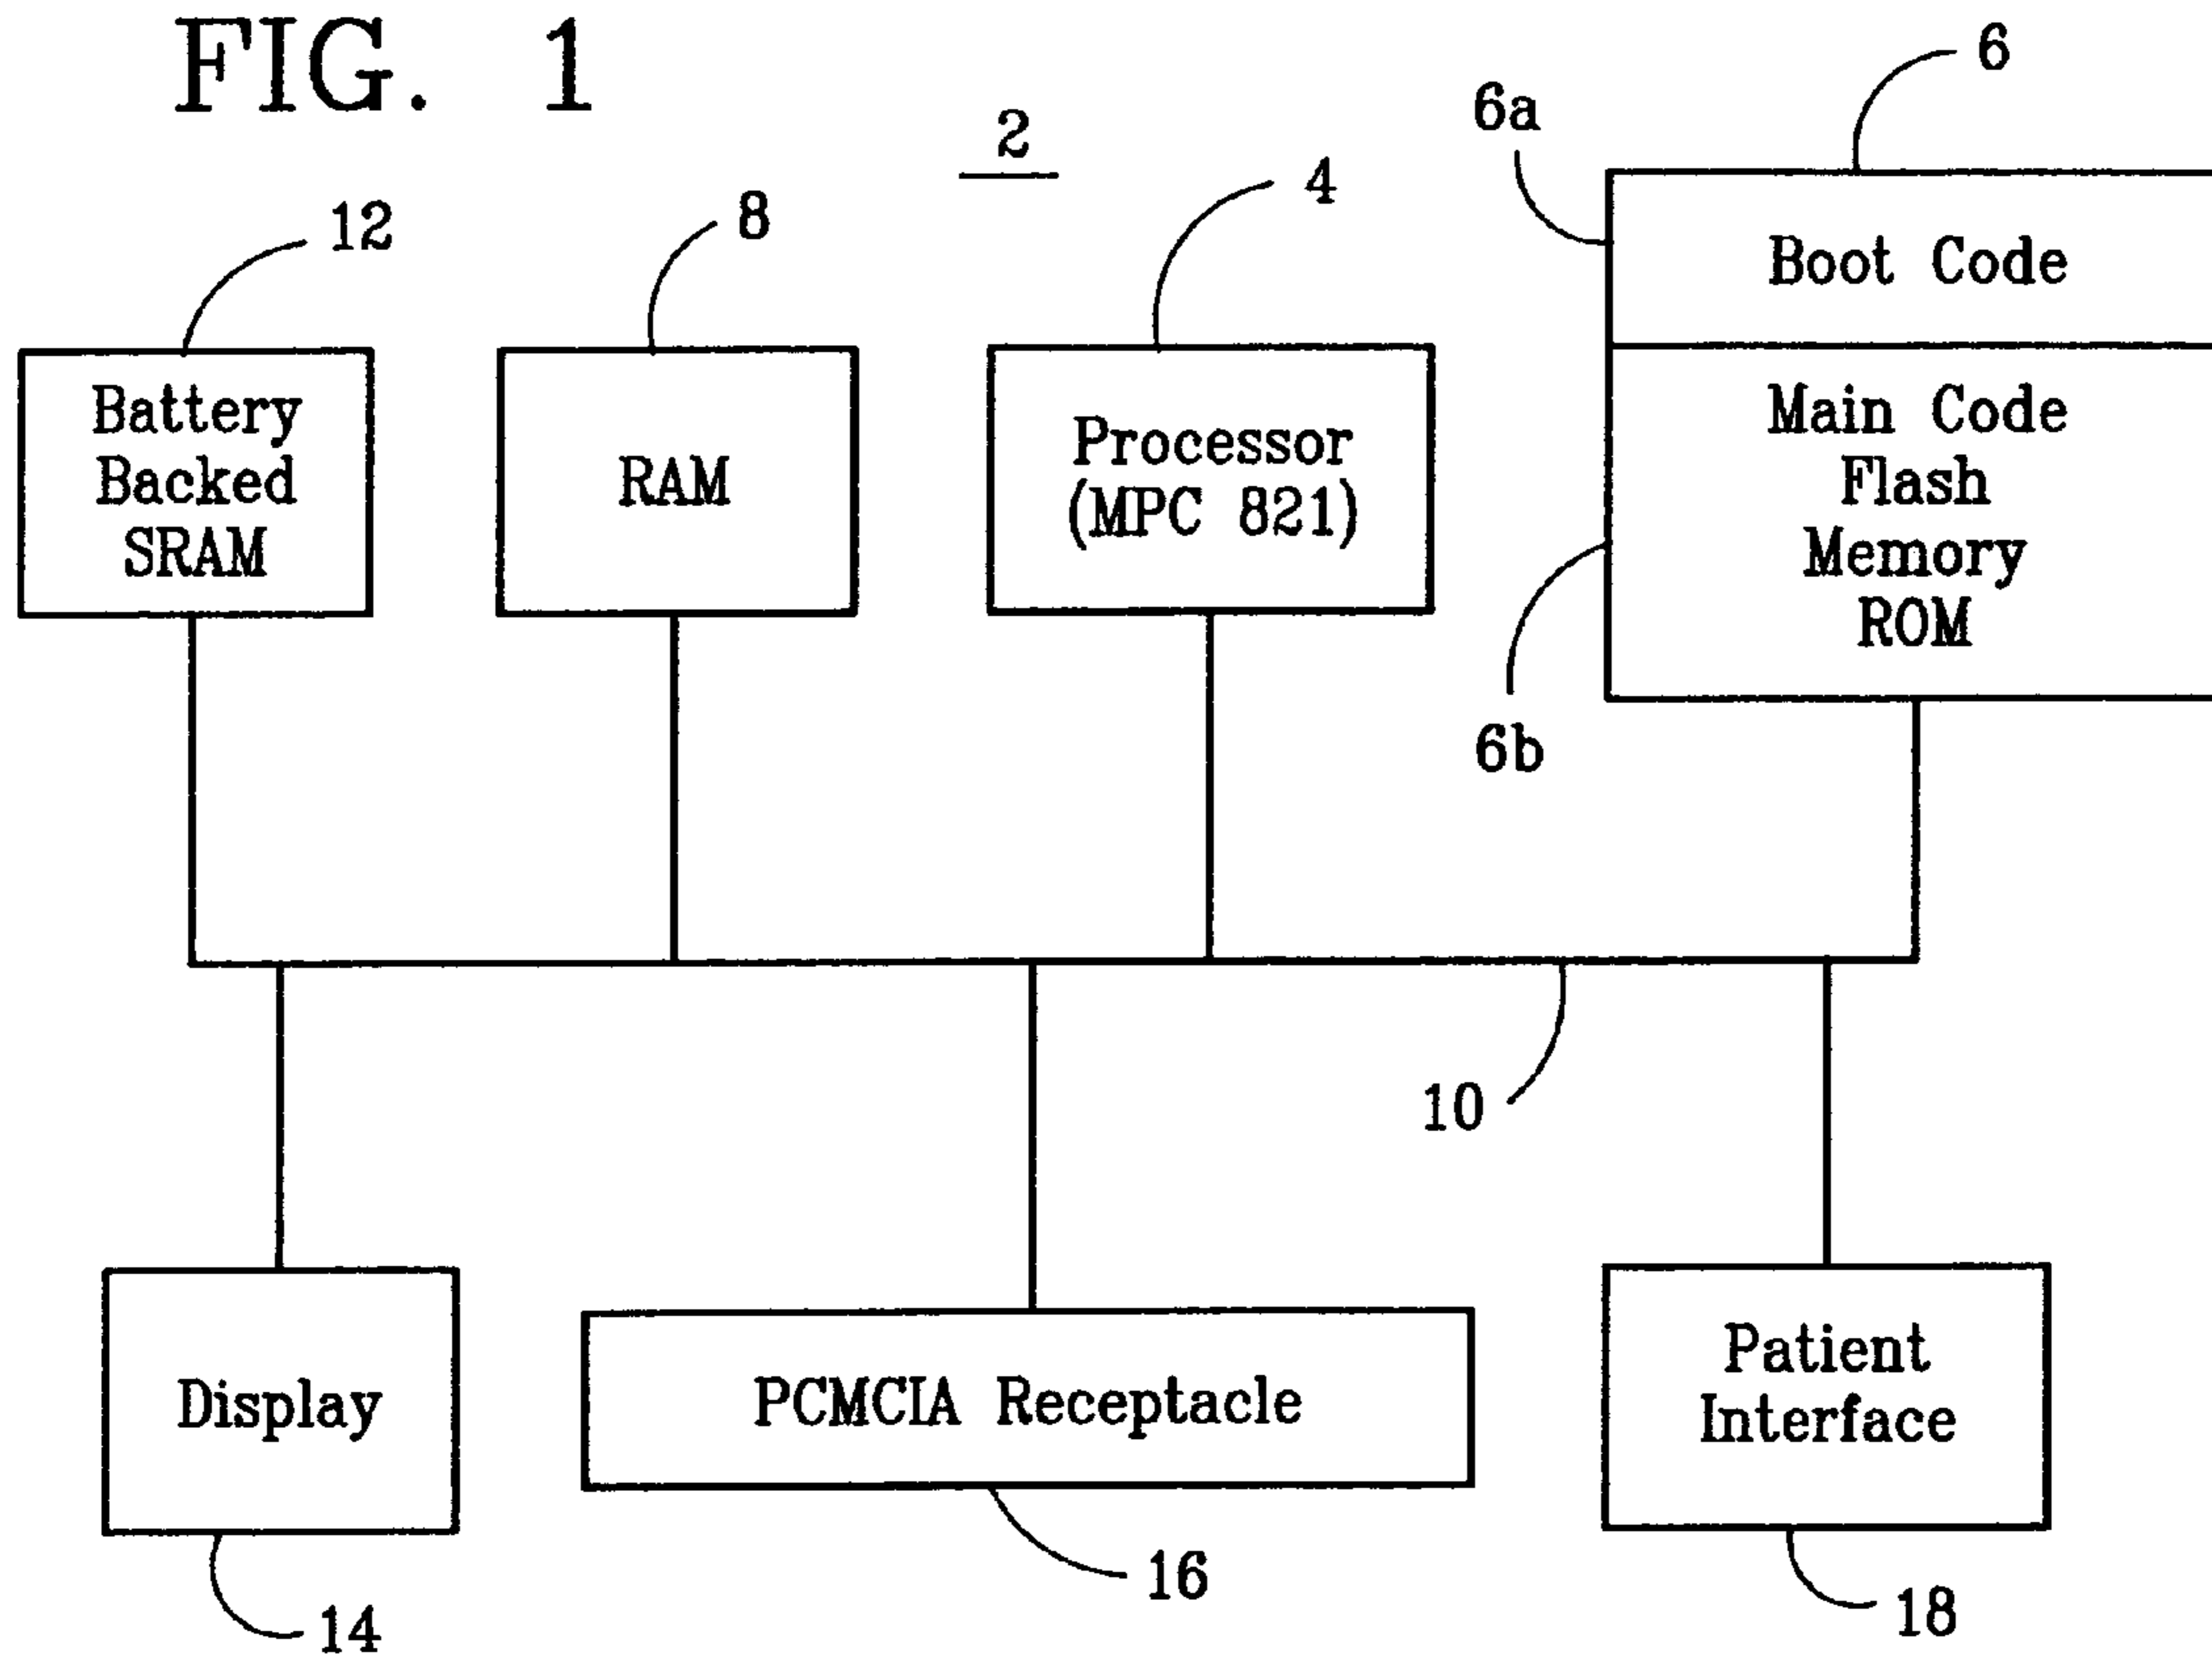 FIG. 1
2
4
6
6a
12
8
Boot Code
Battery
Backed
SRAM
RAM
Processor
(MPC 821)
Main Code
Flash
Memory
ROM
6b
10
Display
PCMCIA Receptacle
Patient
Interface
14
16
18